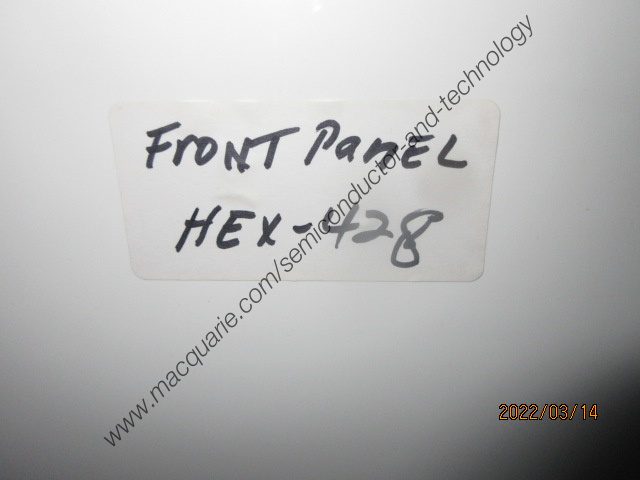 FRONT PANEL
HEX-428
www.macquarie.com/semiconductor-and-technology
2022/03/14